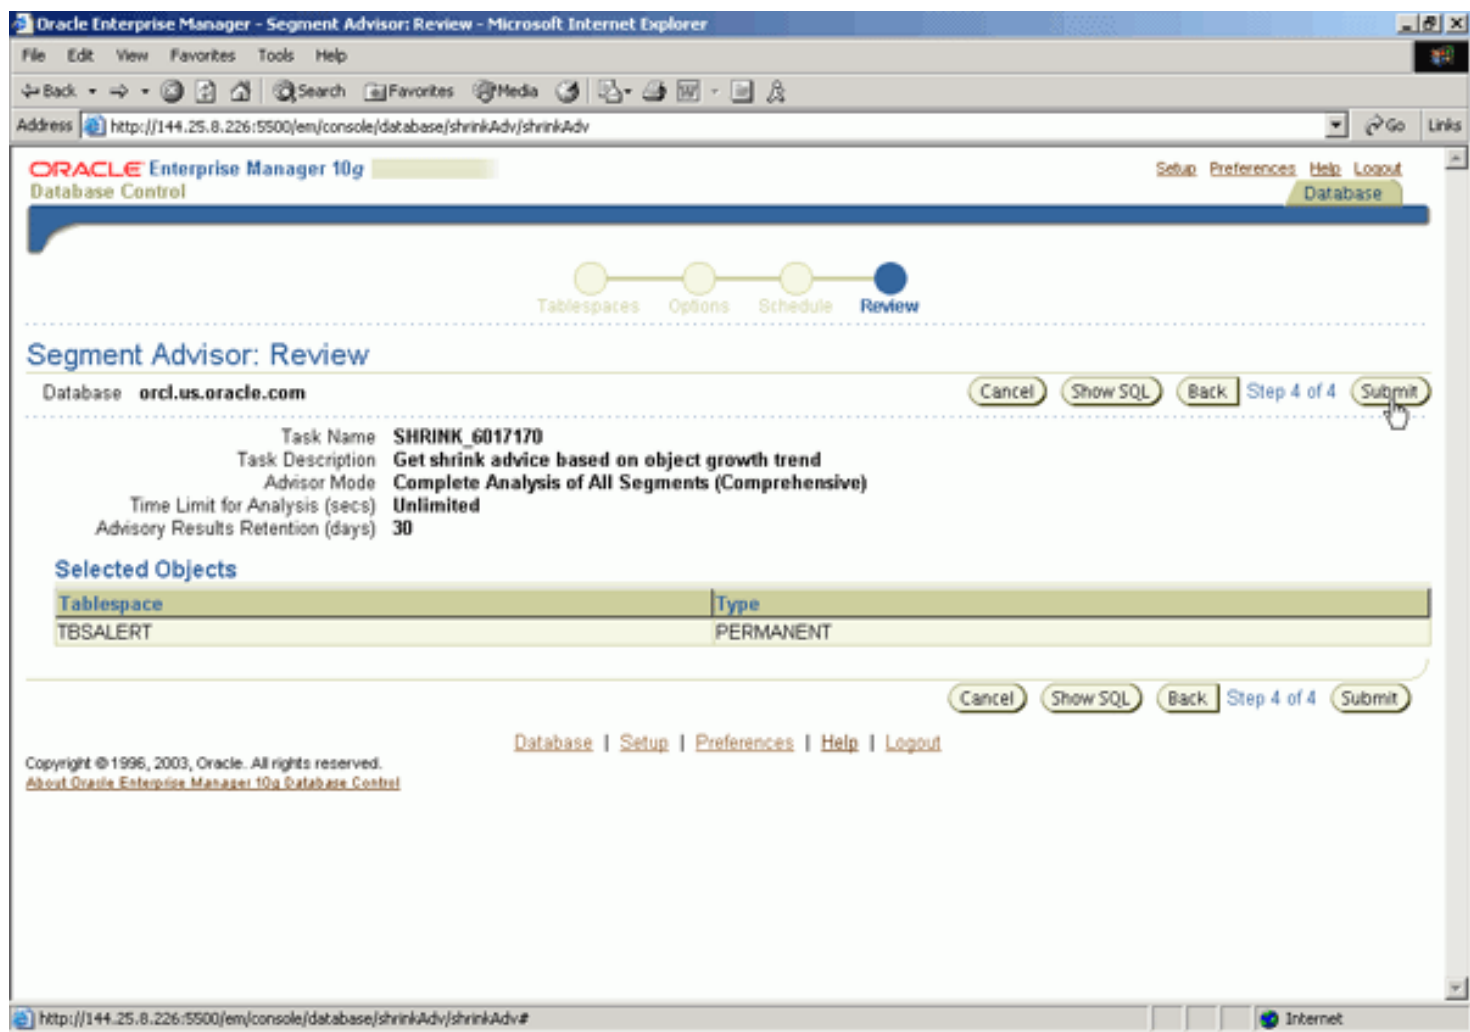 Oracle Enterprise Manager - Segment Advisor: Review - Microsoft Internet Explorer
File Edit View Favorites Tools Help
Back Search Favorites Media
Address http://144.25.8.226:5500/em/console/database/shrinkAdv/shrinkAdv Go Links
ORACLE Enterprise Manager 10g
Setup Preferences Help Logout
Database Control
Database
Tablespaces Options Schedule Review
Segment Advisor: Review
Database orcl.us.oracle.com Cancel Show SQL Back Step 4 of 4 Submit
Task Name SHRINK_6017170
Task Description Get shrink advice based on object growth trend
Advisor Mode Complete Analysis of All Segments (Comprehensive)
Time Limit for Analysis (secs) Unlimited
Advisory Results Retention (days) 30
Selected Objects
Tablespace Type
TBSALERT PERMANENT
Cancel Show SQL Back Step 4 of 4 Submit
Database | Setup | Preferences | Help | Logout
Copyright © 1996, 2003, Oracle. All rights reserved.
About Oracle Enterprise Manager 10g Database Control
http://144.25.8.226:5500/em/console/database/shrinkAdv/shrinkAdv# Internet